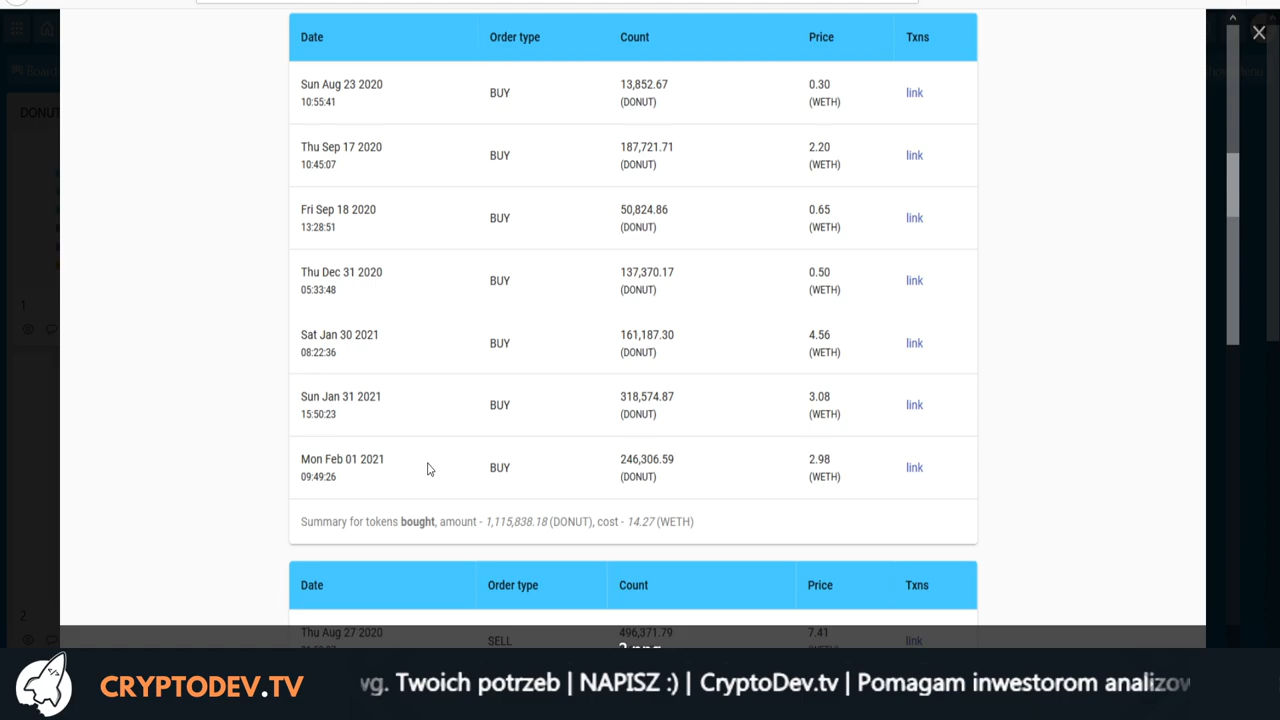 Date Order type Count Price Txns
Sun Aug 23 2020 BUY 13,852.67 0.30 link
10:55:41 (DONUT) (WETH)
Thu Sep 17 2020 BUY 187,721.71 2.20 link
10:45:07 (DONUT) (WETH)
Fri Sep 18 2020 BUY 50,824.86 0.65 link
13:28:51 (DONUT) (WETH)
Thu Dec 31 2020 BUY 137,370.17 0.50 link
05:33:48 (DONUT) (WETH)
Sat Jan 30 2021 BUY 161,187.30 4.56 link
08:22:36 (DONUT) (WETH)
Sun Jan 31 2021 BUY 318,574.87 3.08 link
15:50:23 (DONUT) (WETH)
Mon Feb 01 2021 BUY 246,306.59 2.98 link
09:49:26 (DONUT) (WETH)
Summary for tokens bought, amount - 1,115,838.18 (DONUT), cost - 14.27 (WETH)
Date Order type Count Price Txns
Thu Aug 27 2020 SELL 496,371.79 7.41 link
Board
DONUT
1
2
CRYPTODEV.TV
wg. Twoich potrzeb | NAPISZ :) | CryptoDev.tv | Pomagam inwestorom analizow